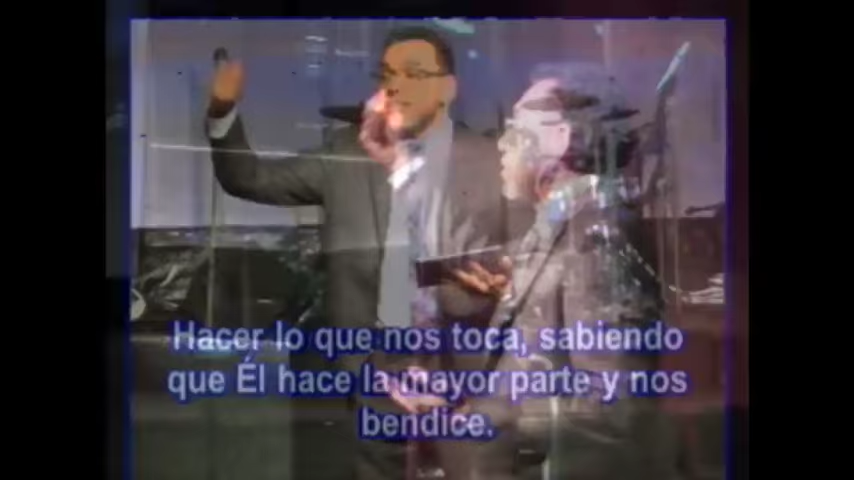 Hacer lo que nos toca, sabiendo
que Él hace la mayor parte y nos
bendice.